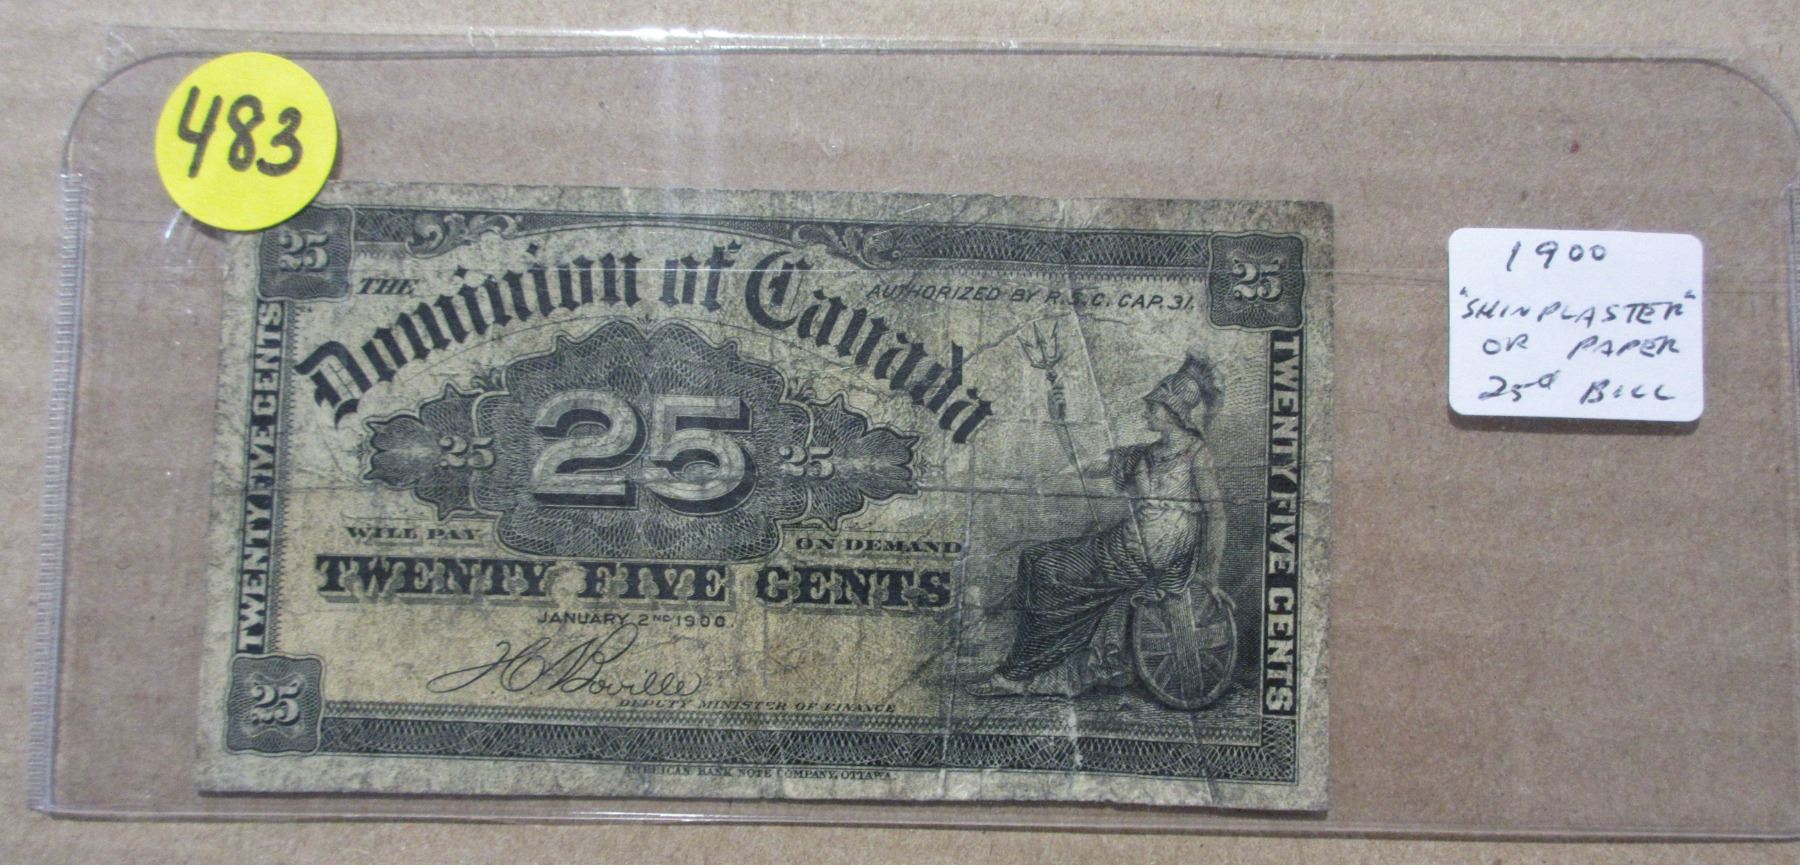 483
25
25
THE
Dominion of Canada
AUTHORIZED BY R.S.C. CAP. 31.
TWENTY FIVE CENTS
TWENTY FIVE CENTS
25
25
25
WILL PAY
ON DEMAND
TWENTY FIVE CENTS
JANUARY 2ND 1900.
H C Boville
DEPUTY MINISTER OF FINANCE
25
AMERICAN BANK NOTE COMPANY, OTTAWA.
1900
"SHINPLASTER"
OR PAPER
25¢ BILL